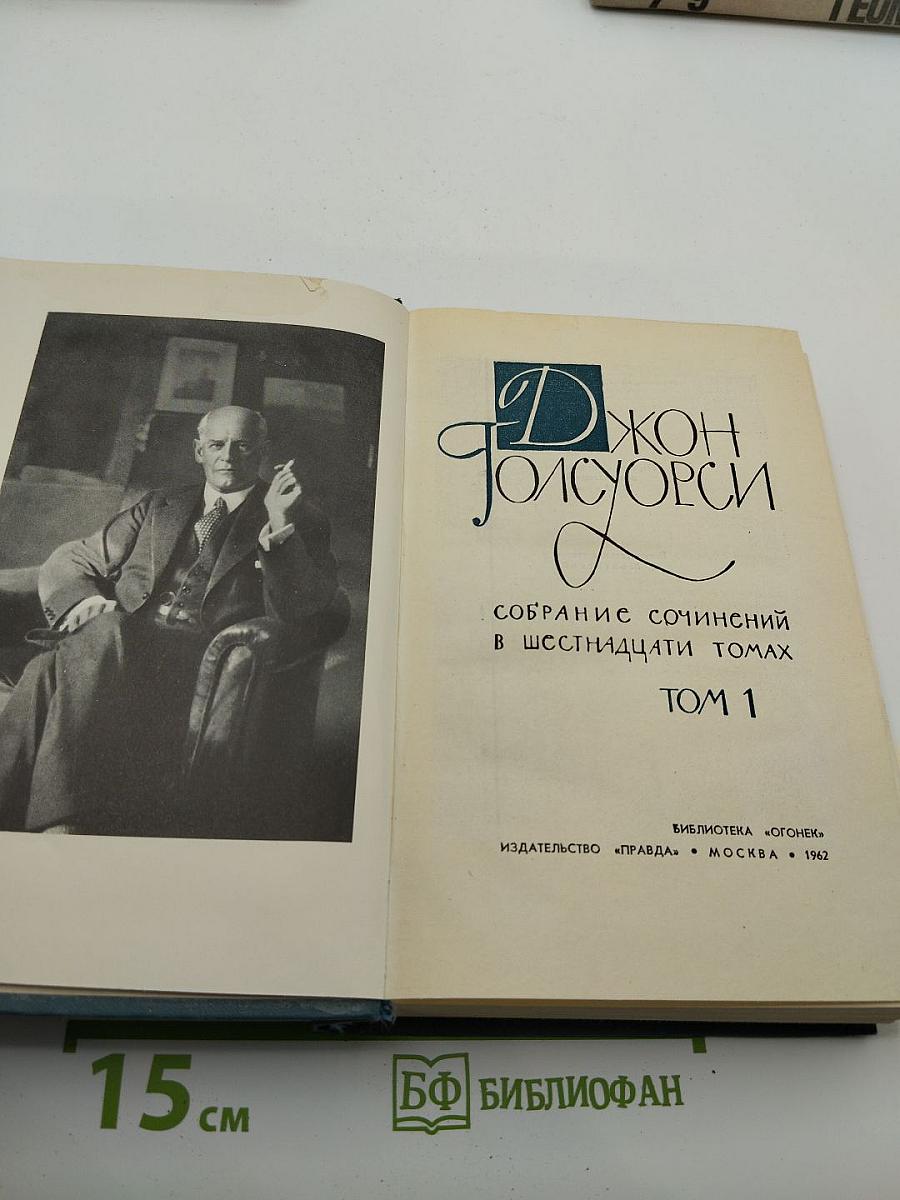 ДЖОН
ГОЛСУОРСИ
СОБРАНИЕ СОЧИНЕНИЙ
В ШЕСТНАДЦАТИ ТОМАХ
ТОМ 1
БИБЛИОТЕКА «ОГОНЕК»
ИЗДАТЕЛЬСТВО «ПРАВДА» • МОСКВА • 1962
15 СМ
БФ БИБЛИОФАН